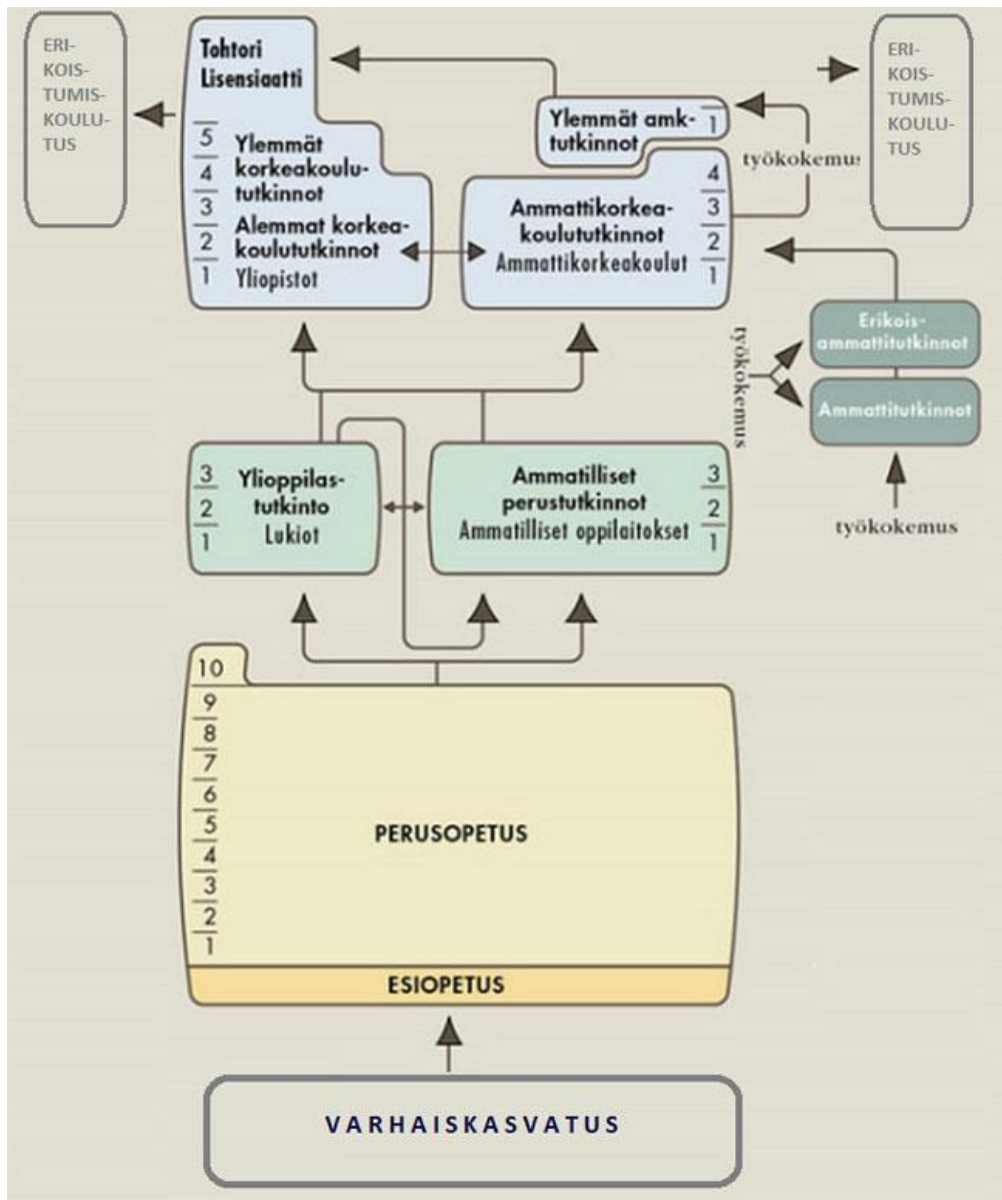 ERI-
KOIS-
TUMIS-
KOULU-
TUS
Tohtori
Lisensiaatti
5
4
3
2
1
Ylemmät
korkeakoulu-
tutkinnot
Alemmat korkea-
koulututkinnot
Yliopistot
Ylemmät amk-
tutkinnot
1
työkokemus
ERI-
KOIS-
TUMIS-
KOULU-
TUS
Ammattikorkea-
koulututkinnot
Ammattikorkeakoulut
4
3
2
1
työkokemus
Erikois-
ammattitutkinnot
Ammattitutkinnot
työkokemus
3
2
1
Ylioppilas-
tutkinto
Lukiot
Ammatilliset
perustutkinnot
Ammatilliset oppilaitokset
3
2
1
10
9
8
7
6
5
4
3
2
1
PERUSOPETUS
ESIOPETUS
VARHAISKASVATUS